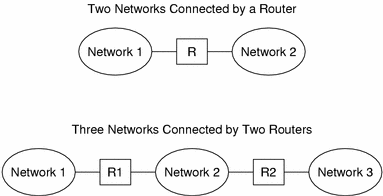 Two Networks Connected by a Router
Network 1 R Network 2
Three Networks Connected by Two Routers
Network 1 R1 Network 2 R2 Network 3